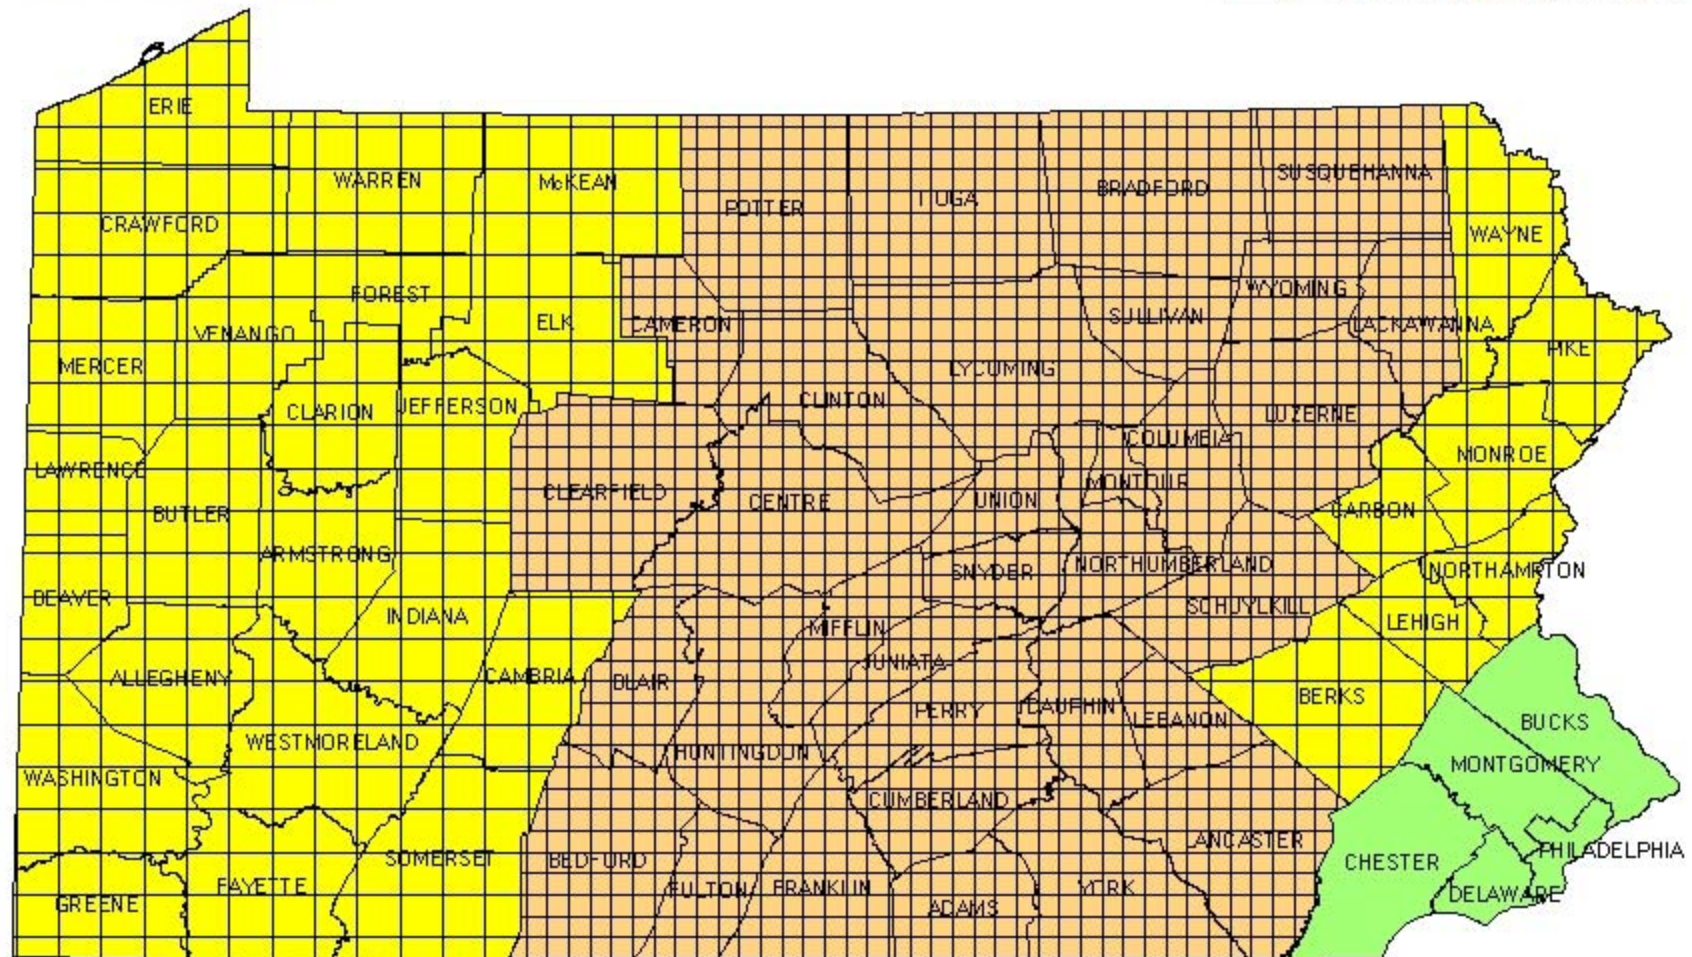 ERIE
WARREN
McKEAN
SUSQUEHANNA
BRADFORD
TIOGA
POTTER
CRAWFORD
WAYNE
FOREST
WYOMING
ELK
CAMERON
SULLIVAN
LACKAWANNA
VENANGO
PIKE
MERCER
LYCOMING
CLINTON
JEFFERSON
CLARION
LUZERNE
COLUMBIA
MONROE
LAWRENCE
MONTOUR
CLEARFIELD
CENTRE
UNION
CARBON
BUTLER
ARMSTRONG
NORTHUMBERLAND
SNYDER
NORTHAMPTON
BEAVER
SCHUYLKILL
INDIANA
LEHIGH
MIFFLIN
JUNIATA
CAMBRIA
ALLEGHENY
BLAIR
BERKS
DAUPHIN
PERRY
LEBANON
BUCKS
WESTMORELAND
HUNTINGDON
MONTGOMERY
WASHINGTON
CUMBERLAND
LANCASTER
PHILADELPHIA
SOMERSET
BEDFORD
CHESTER
FAYETTE
FULTON
FRANKLIN
YORK
DELAWARE
GREENE
ADAMS